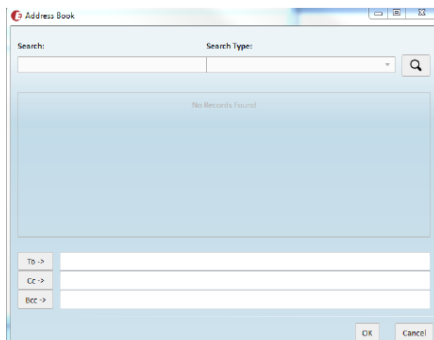 Address Book
Search: Search Type:
No Records Found
To ->
Cc ->
Bcc ->
OK Cancel